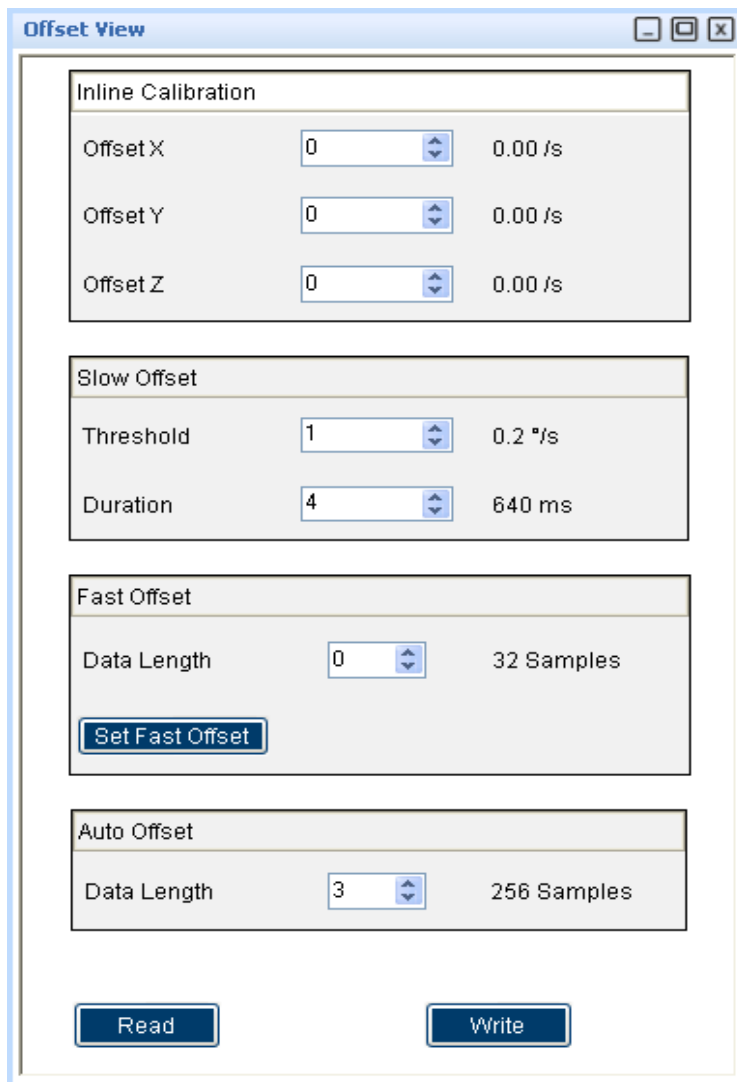 Offset View
Inline Calibration
Offset X 0 0.00 /s
Offset Y 0 0.00 /s
Offset Z 0 0.00 /s
Slow Offset
Threshold 1 0.2 °/s
Duration 4 640 ms
Fast Offset
Data Length 0 32 Samples
Set Fast Offset
Auto Offset
Data Length 3 256 Samples
Read Write